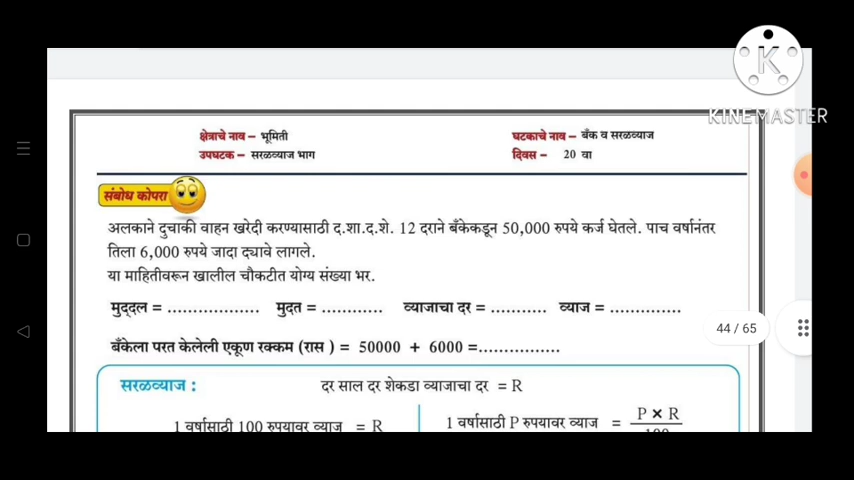 K
KINEMASTER
क्षेत्राचे नाव – भूमिती
घटकाचे नाव – बँक व सरळव्याज
उपघटक – सरळव्याज भाग
दिवस – 20 वा
संबोध कोपरा
अलकाने दुचाकी वाहन खरेदी करण्यासाठी द.शा.द.शे. 12 दराने बँकेकडून 50,000 रुपये कर्ज घेतले. पाच वर्षानंतर
तिला 6,000 रुपये जादा द्यावे लागले.
या माहितीवरून खालील चौकटीत योग्य संख्या भर.
मुद्दल = .................. मुदत = ............ व्याजाचा दर = ........... व्याज = ..............
44 / 65
बँकेला परत केलेली एकूण रक्कम (रास ) = 50000 + 6000 =................
सरळव्याज :
दर साल दर शेकडा व्याजाचा दर = R
1 वर्षासाठी 100 रुपयावर व्याज = R
1 वर्षासाठी P रुपयावर व्याज = P × R